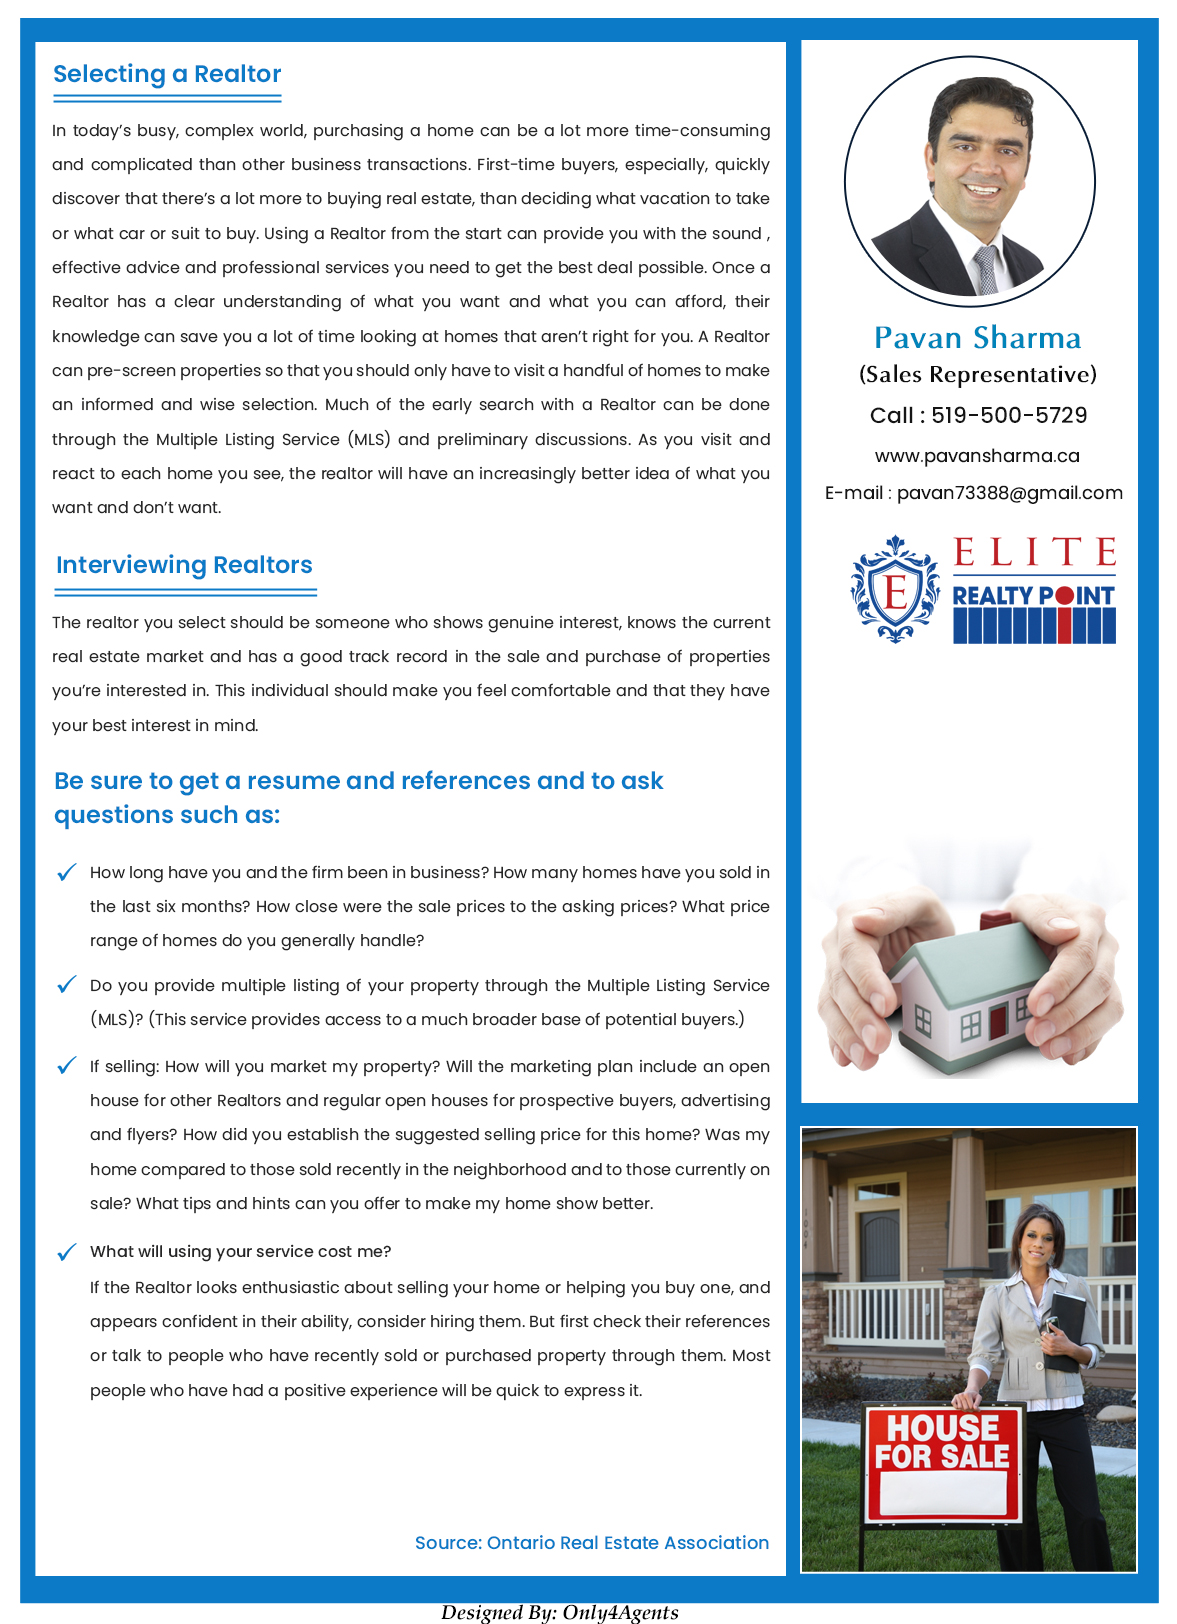 Selecting a Realtor
In today’s busy, complex world, purchasing a home can be a lot more time-consuming
and complicated than other business transactions. First-time buyers, especially, quickly
discover that there’s a lot more to buying real estate, than deciding what vacation to take
or what car or suit to buy. Using a Realtor from the start can provide you with the sound ,
effective advice and professional services you need to get the best deal possible. Once a
Realtor has a clear understanding of what you want and what you can afford, their
knowledge can save you a lot of time looking at homes that aren’t right for you. A Realtor
can pre-screen properties so that you should only have to visit a handful of homes to make
an informed and wise selection. Much of the early search with a Realtor can be done
through the Multiple Listing Service (MLS) and preliminary discussions. As you visit and
react to each home you see, the realtor will have an increasingly better idea of what you
want and don’t want.
Interviewing Realtors
The realtor you select should be someone who shows genuine interest, knows the current
real estate market and has a good track record in the sale and purchase of properties
you’re interested in. This individual should make you feel comfortable and that they have
your best interest in mind.
Be sure to get a resume and references and to ask
questions such as:
How long have you and the firm been in business? How many homes have you sold in
the last six months? How close were the sale prices to the asking prices? What price
range of homes do you generally handle?
Do you provide multiple listing of your property through the Multiple Listing Service
(MLS)? (This service provides access to a much broader base of potential buyers.)
If selling: How will you market my property? Will the marketing plan include an open
house for other Realtors and regular open houses for prospective buyers, advertising
and flyers? How did you establish the suggested selling price for this home? Was my
home compared to those sold recently in the neighborhood and to those currently on
sale? What tips and hints can you offer to make my home show better.
What will using your service cost me?
If the Realtor looks enthusiastic about selling your home or helping you buy one, and
appears confident in their ability, consider hiring them. But first check their references
or talk to people who have recently sold or purchased property through them. Most
people who have had a positive experience will be quick to express it.
Source: Ontario Real Estate Association
Pavan Sharma
(Sales Representative)
Call : 519-500-5729
www.pavansharma.ca
E-mail : pavan73388@gmail.com
E
ELITE
REALTY POINT
1004
HOUSE
FOR SALE
Designed By: Only4Agents